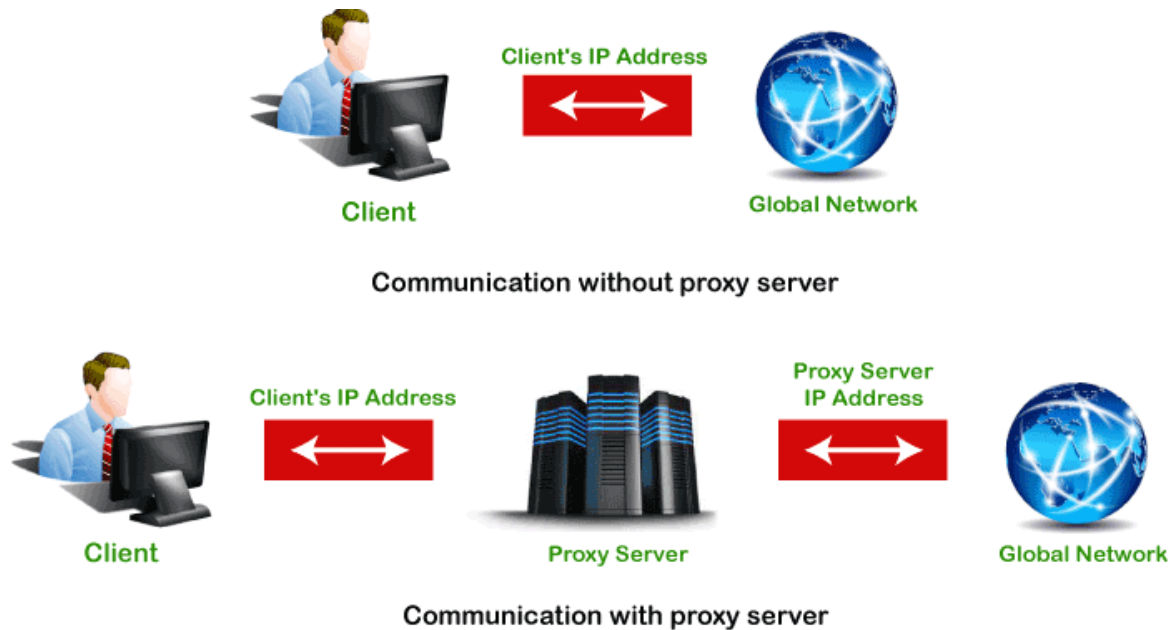 Client's IP Address
Client
Global Network
Communication without proxy server
Client's IP Address
Proxy Server
IP Address
Client
Proxy Server
Global Network
Communication with proxy server